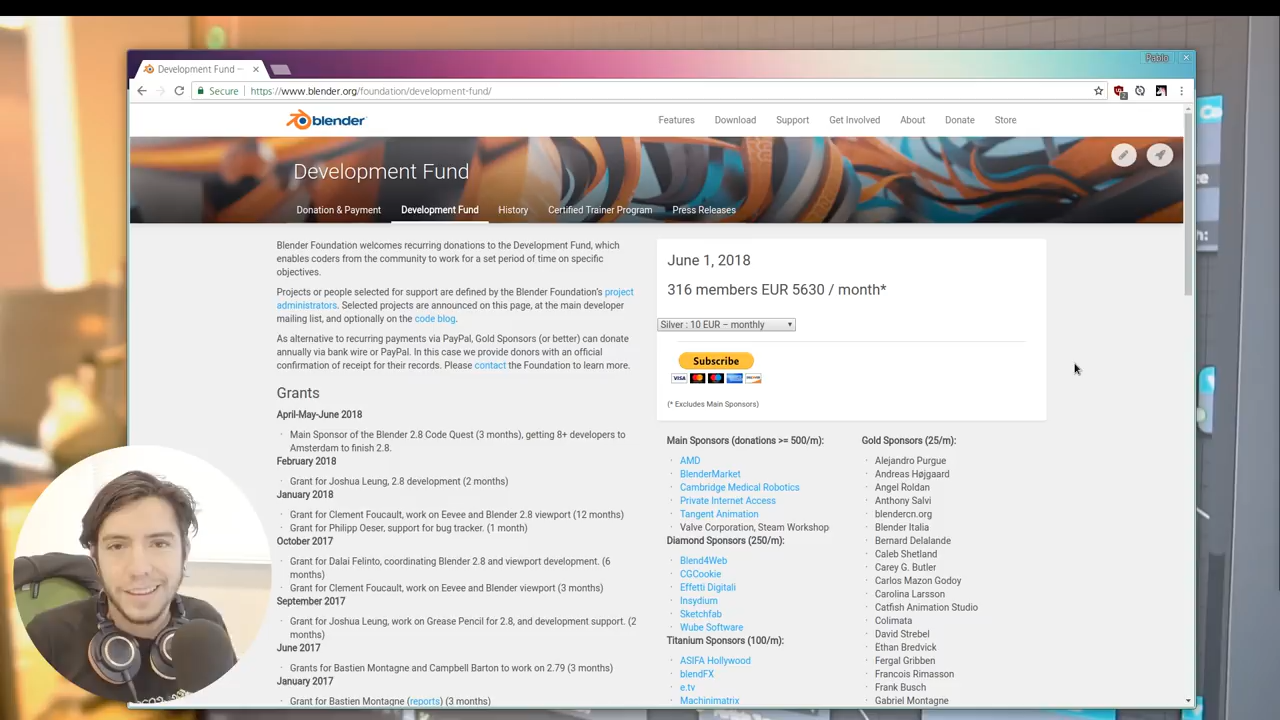 Pablo
Development Fund —
Secure
https://www.blender.org/foundation/development-fund/
2
blender
Features
Download
Support
Get Involved
About
Donate
Store
Development Fund
Donation & Payment
Development Fund
History
Certified Trainer Program
Press Releases
Blender Foundation welcomes recurring donations to the Development Fund, which
enables coders from the community to work for a set period of time on specific
objectives.
Projects or people selected for support are defined by the Blender Foundation's project
administrators. Selected projects are announced on this page, at the main developer
mailing list, and optionally on the code blog.
As alternative to recurring payments via PayPal, Gold Sponsors (or better) can donate
annually via bank wire or PayPal. In this case we provide donors with an official
confirmation of receipt for their records. Please contact the Foundation to learn more.
Grants
April-May-June 2018
Main Sponsor of the Blender 2.8 Code Quest (3 months), getting 8+ developers to
Amsterdam to finish 2.8.
February 2018
Grant for Joshua Leung, 2.8 development (2 months)
January 2018
Grant for Clement Foucault, work on Eevee and Blender 2.8 viewport (12 months)
Grant for Philipp Oeser, support for bug tracker. (1 month)
October 2017
Grant for Dalai Felinto, coordinating Blender 2.8 and viewport development. (6
months)
Grant for Clement Foucault, work on Eevee and Blender viewport (3 months)
September 2017
Grant for Joshua Leung, work on Grease Pencil for 2.8, and development support. (2
months)
June 2017
Grants for Bastien Montagne and Campbell Barton to work on 2.79 (3 months)
January 2017
Grant for Bastien Montagne (reports) (3 months)
June 1, 2018
316 members EUR 5630 / month*
Silver : 10 EUR – monthly
Subscribe
VISA
(* Excludes Main Sponsors)
Main Sponsors (donations >= 500/m):
AMD
BlenderMarket
Cambridge Medical Robotics
Private Internet Access
Tangent Animation
Valve Corporation, Steam Workshop
Diamond Sponsors (250/m):
Blend4Web
CGCookie
Effetti Digitali
Insydium
Sketchfab
Wube Software
Titanium Sponsors (100/m):
ASIFA Hollywood
blendFX
e.tv
Machinimatrix
Gold Sponsors (25/m):
Alejandro Purgue
Andreas Højgaard
Angel Roldan
Anthony Salvi
blendercn.org
Blender Italia
Bernard Delalande
Caleb Shetland
Carey G. Butler
Carlos Mazon Godoy
Carolina Larsson
Catfish Animation Studio
Colimata
David Strebel
Ethan Bredvick
Fergal Gribben
Francois Rimasson
Frank Busch
Gabriel Montagne